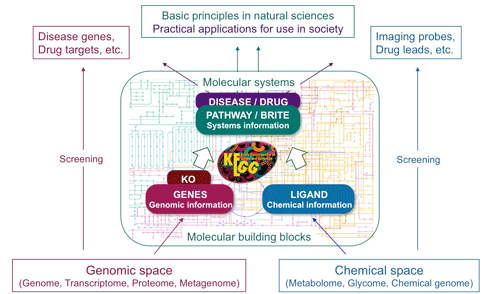 Basic principles in natural sciences
Practical applications for use in society
Disease genes,
Drug targets, etc.
Imaging probes,
Drug leads, etc.
Molecular systems
DISEASE / DRUG
PATHWAY / BRITE
Systems information
Screening
Screening
KEGG
KO
GENES
Genomic information
LIGAND
Chemical information
Molecular building blocks
Genomic space
(Genome, Transcriptome, Proteome, Metagenome)
Chemical space
(Metabolome, Glycome, Chemical genome)